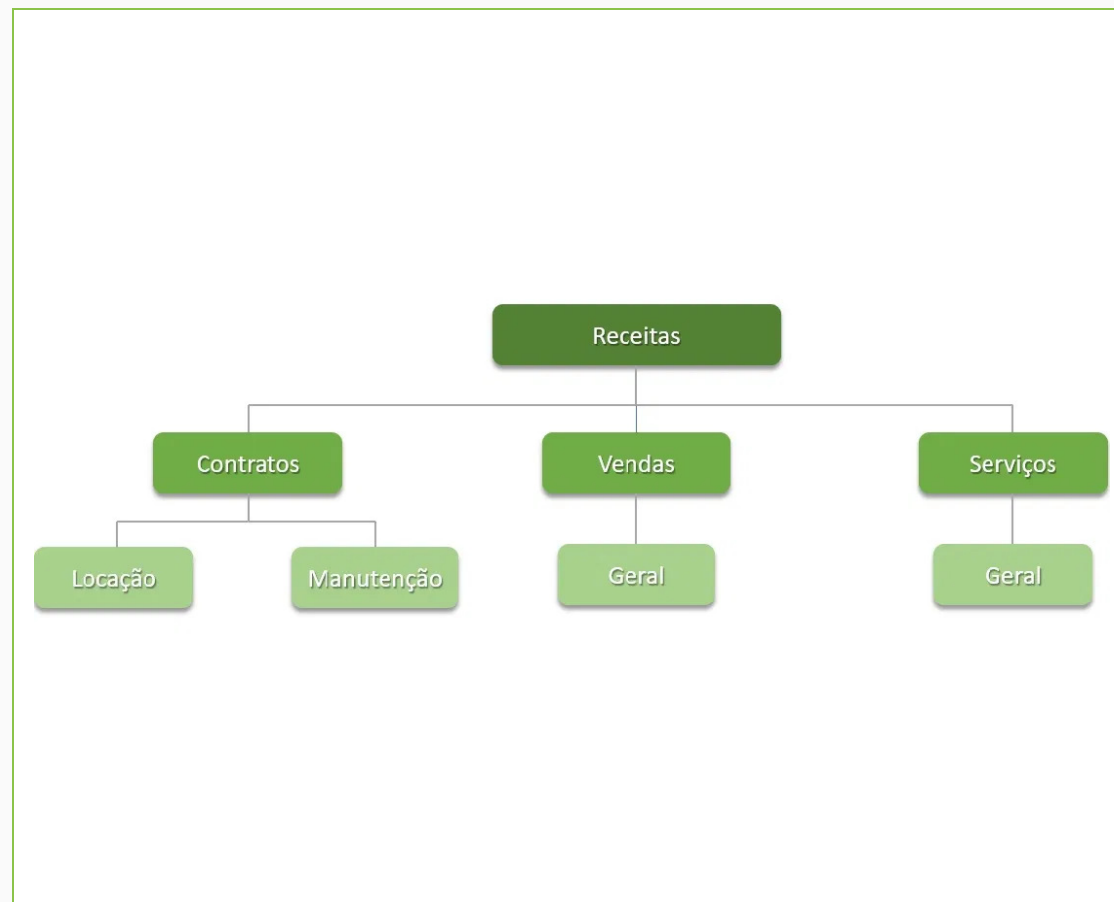 Receitas
Contratos
Vendas
Serviços
Locação
Manutenção
Geral
Geral